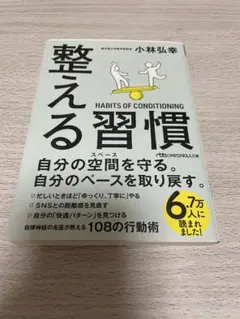 小林弘幸
整える習慣
HABITS OF CONDITIONING
自分の空間を守る。
スペース
自分のペースを取り戻す。
忙しいときほど「ゆっくり、丁寧に」やる
SNSとの距離感を見直す
自分の「快適パターン」を見つける
自律神経の名医が教える 108の行動術
6.7万
人に
読まれ
ました!